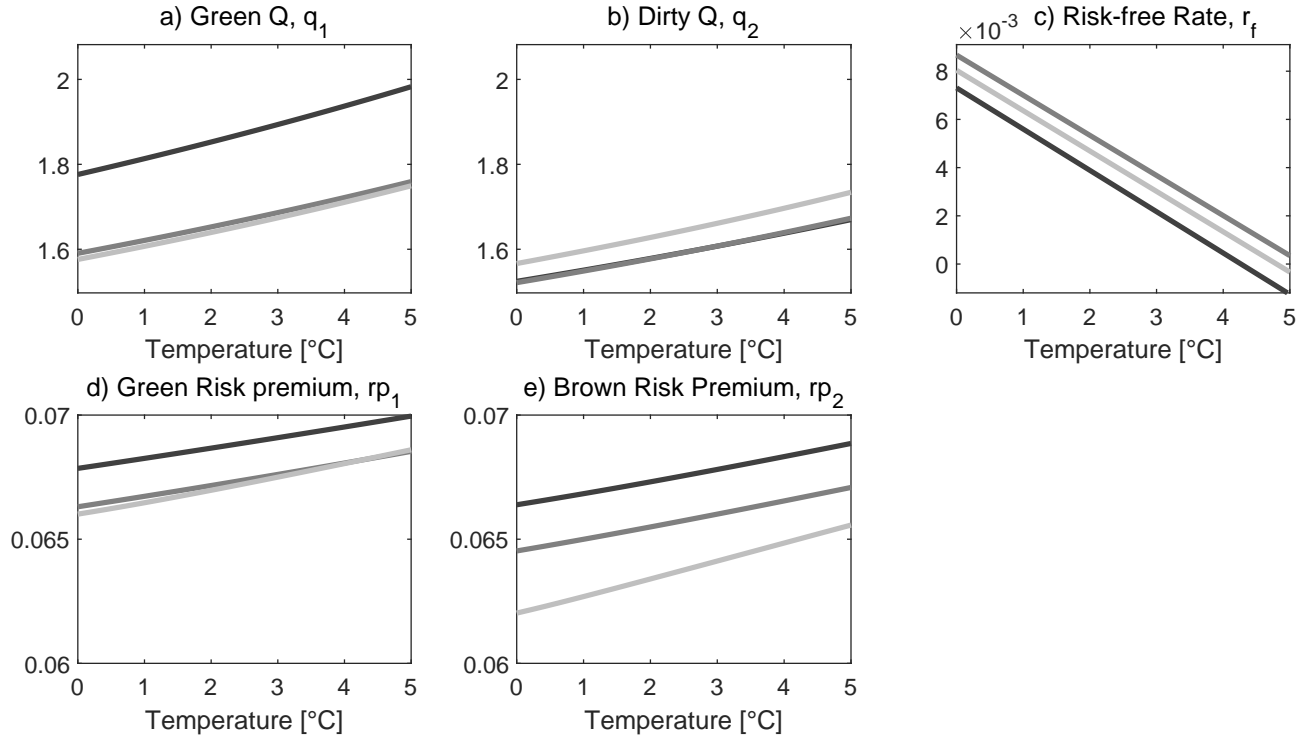 a) Green Q, q1
2
1.8
1.6
0 1 2 3 4 5
Temperature [°C]
b) Dirty Q, q2
2
1.8
1.6
0 1 2 3 4 5
Temperature [°C]
c) Risk-free Rate, rf
×10-3
8
6
4
2
0
0 1 2 3 4 5
Temperature [°C]
d) Green Risk premium, rp1
0.07
0.065
0.06
0 1 2 3 4 5
Temperature [°C]
e) Brown Risk Premium, rp2
0.07
0.065
0.06
0 1 2 3 4 5
Temperature [°C]